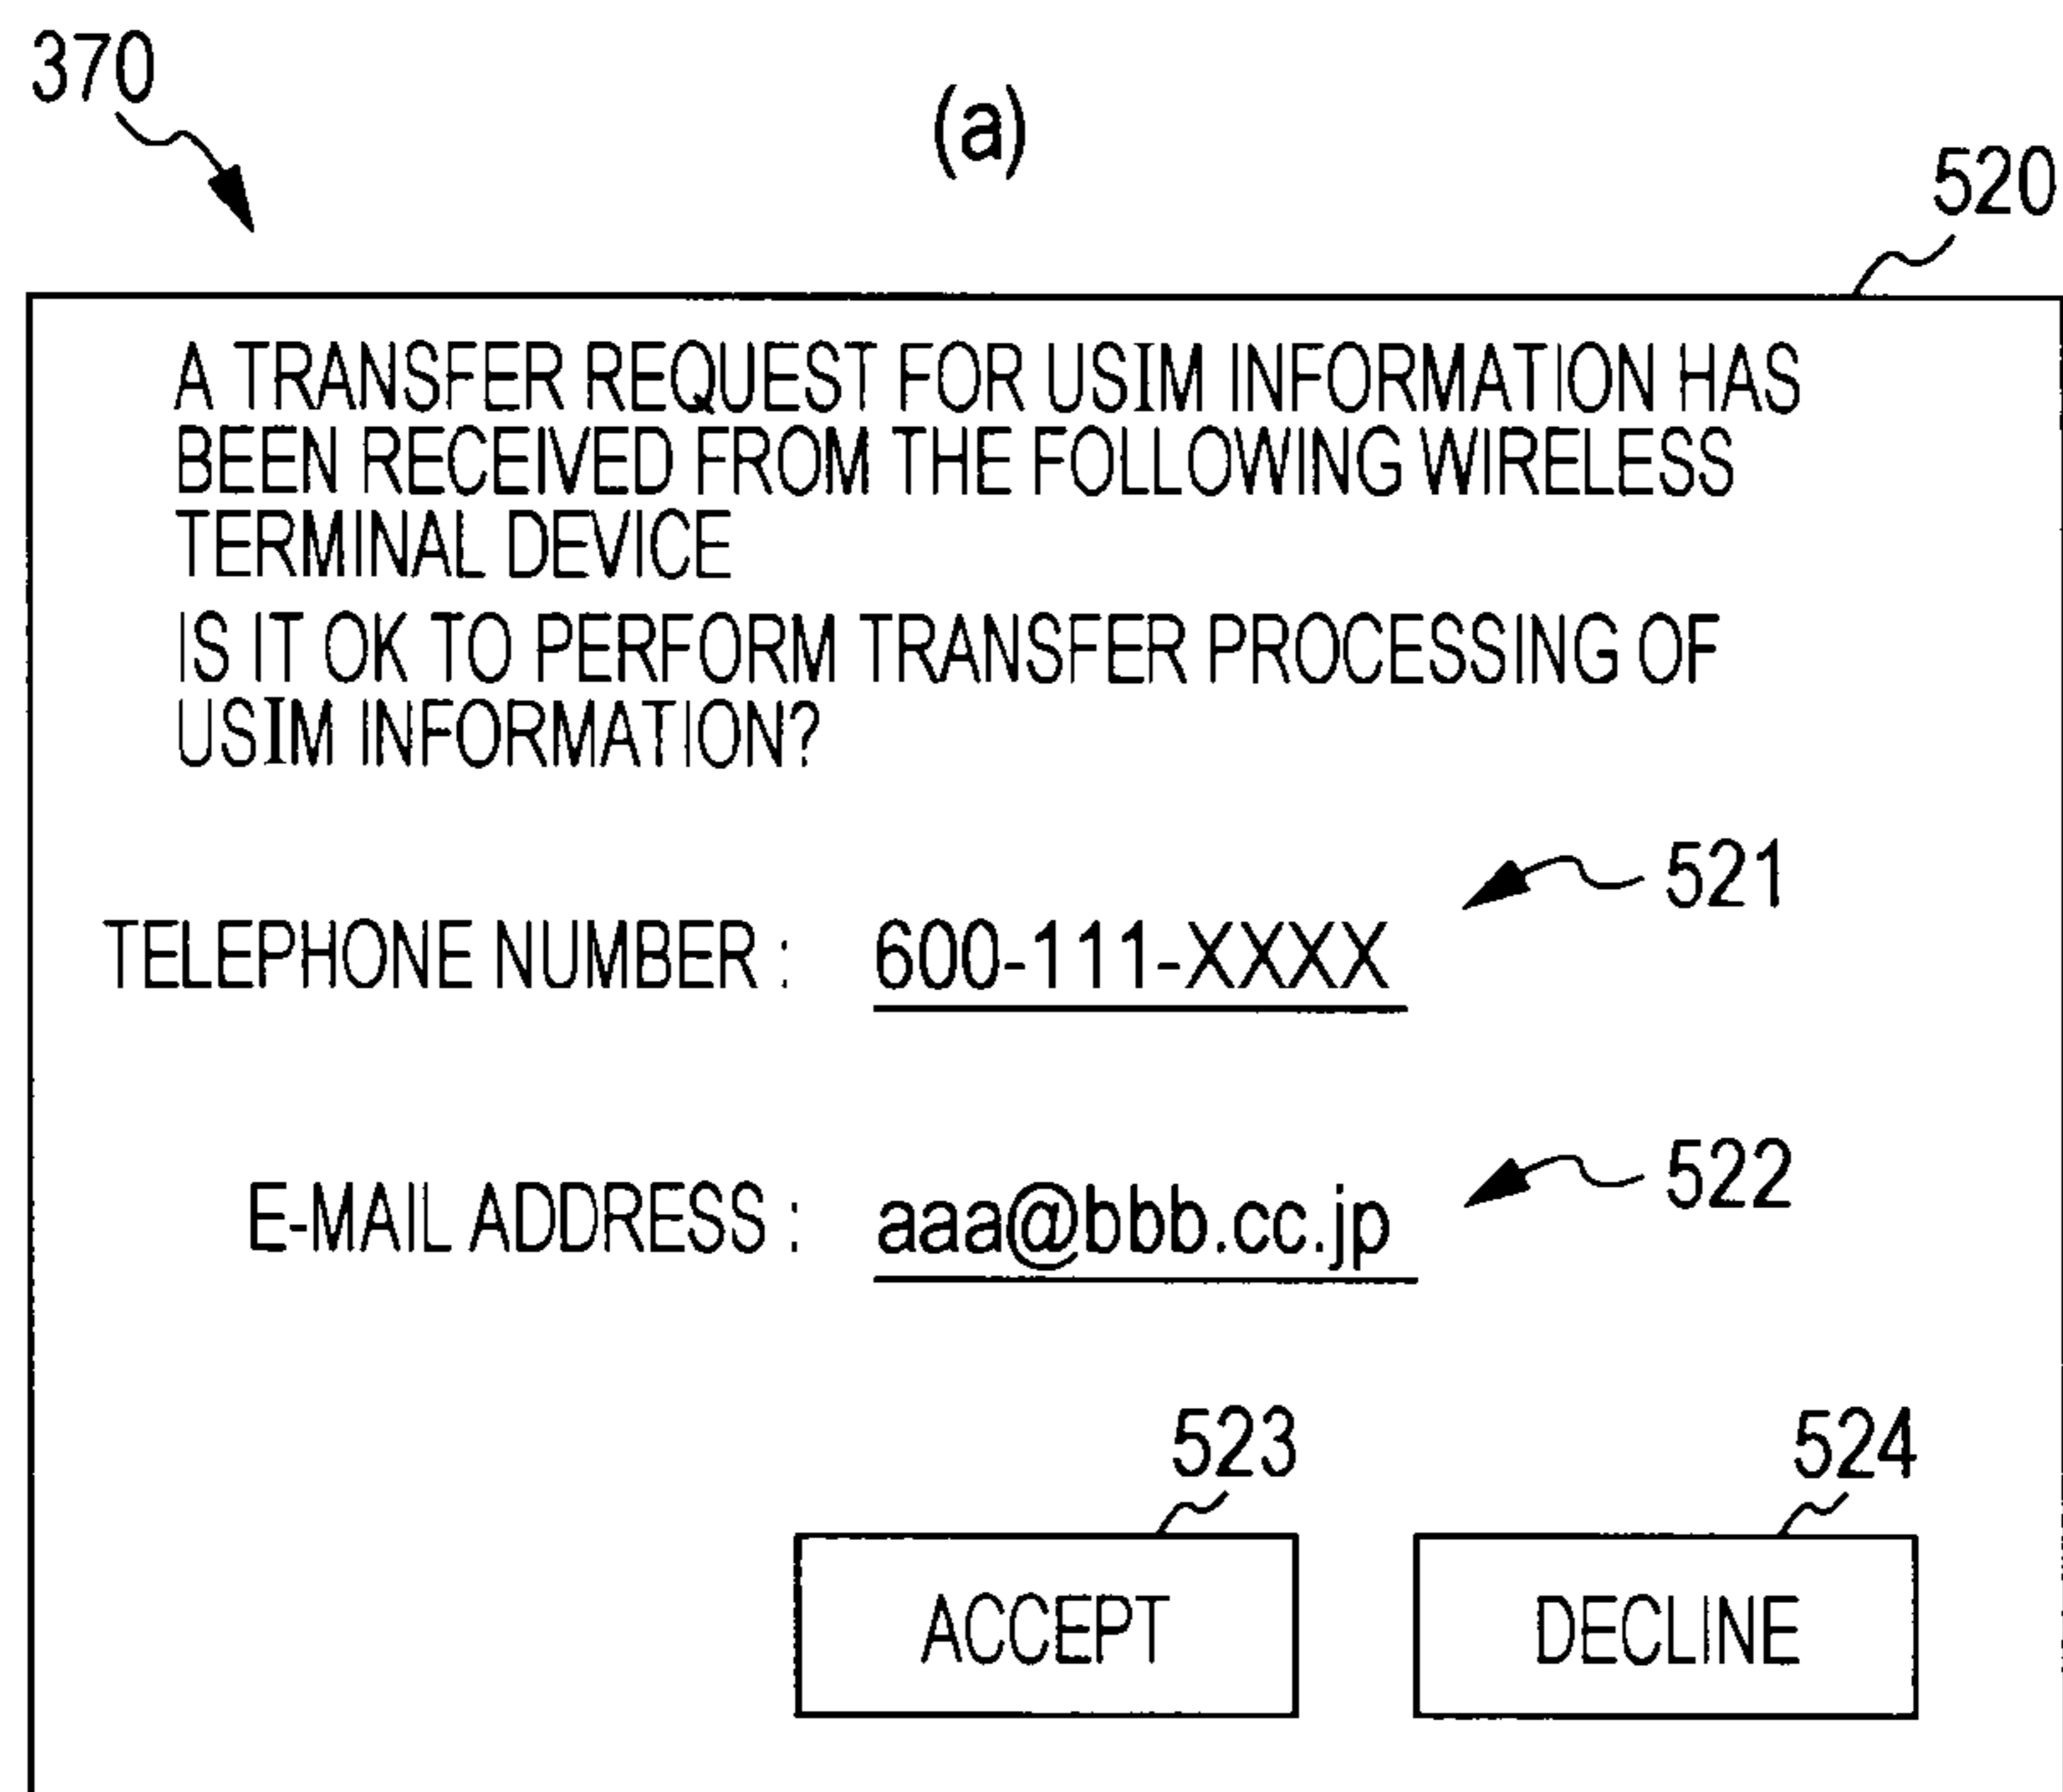 370
(a)
520
A TRANSFER REQUEST FOR USIM INFORMATION HAS
BEEN RECEIVED FROM THE FOLLOWING WIRELESS
TERMINAL DEVICE
IS IT OK TO PERFORM TRANSFER PROCESSING OF
USIM INFORMATION?
521
TELEPHONE NUMBER : 600-111-XXXX
522
E-MAIL ADDRESS : aaa@bbb.cc.jp
523 524
ACCEPT DECLINE